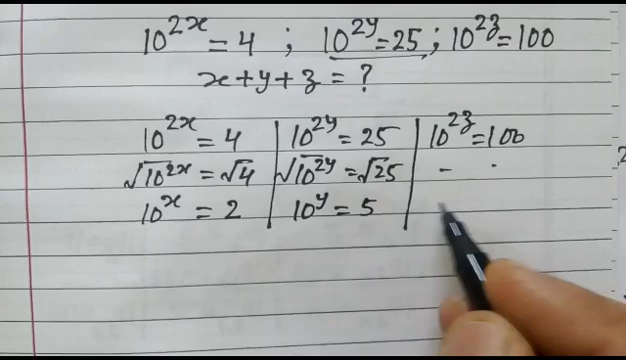 10^2x = 4 ; 10^2y = 25 ; 10^2z = 100
x + y + z = ?
10^2x = 4 | 10^2y = 25 | 10^2z = 100
√10^2x = √4 | √10^2y = √25 | -
10^x = 2 | 10^y = 5 |